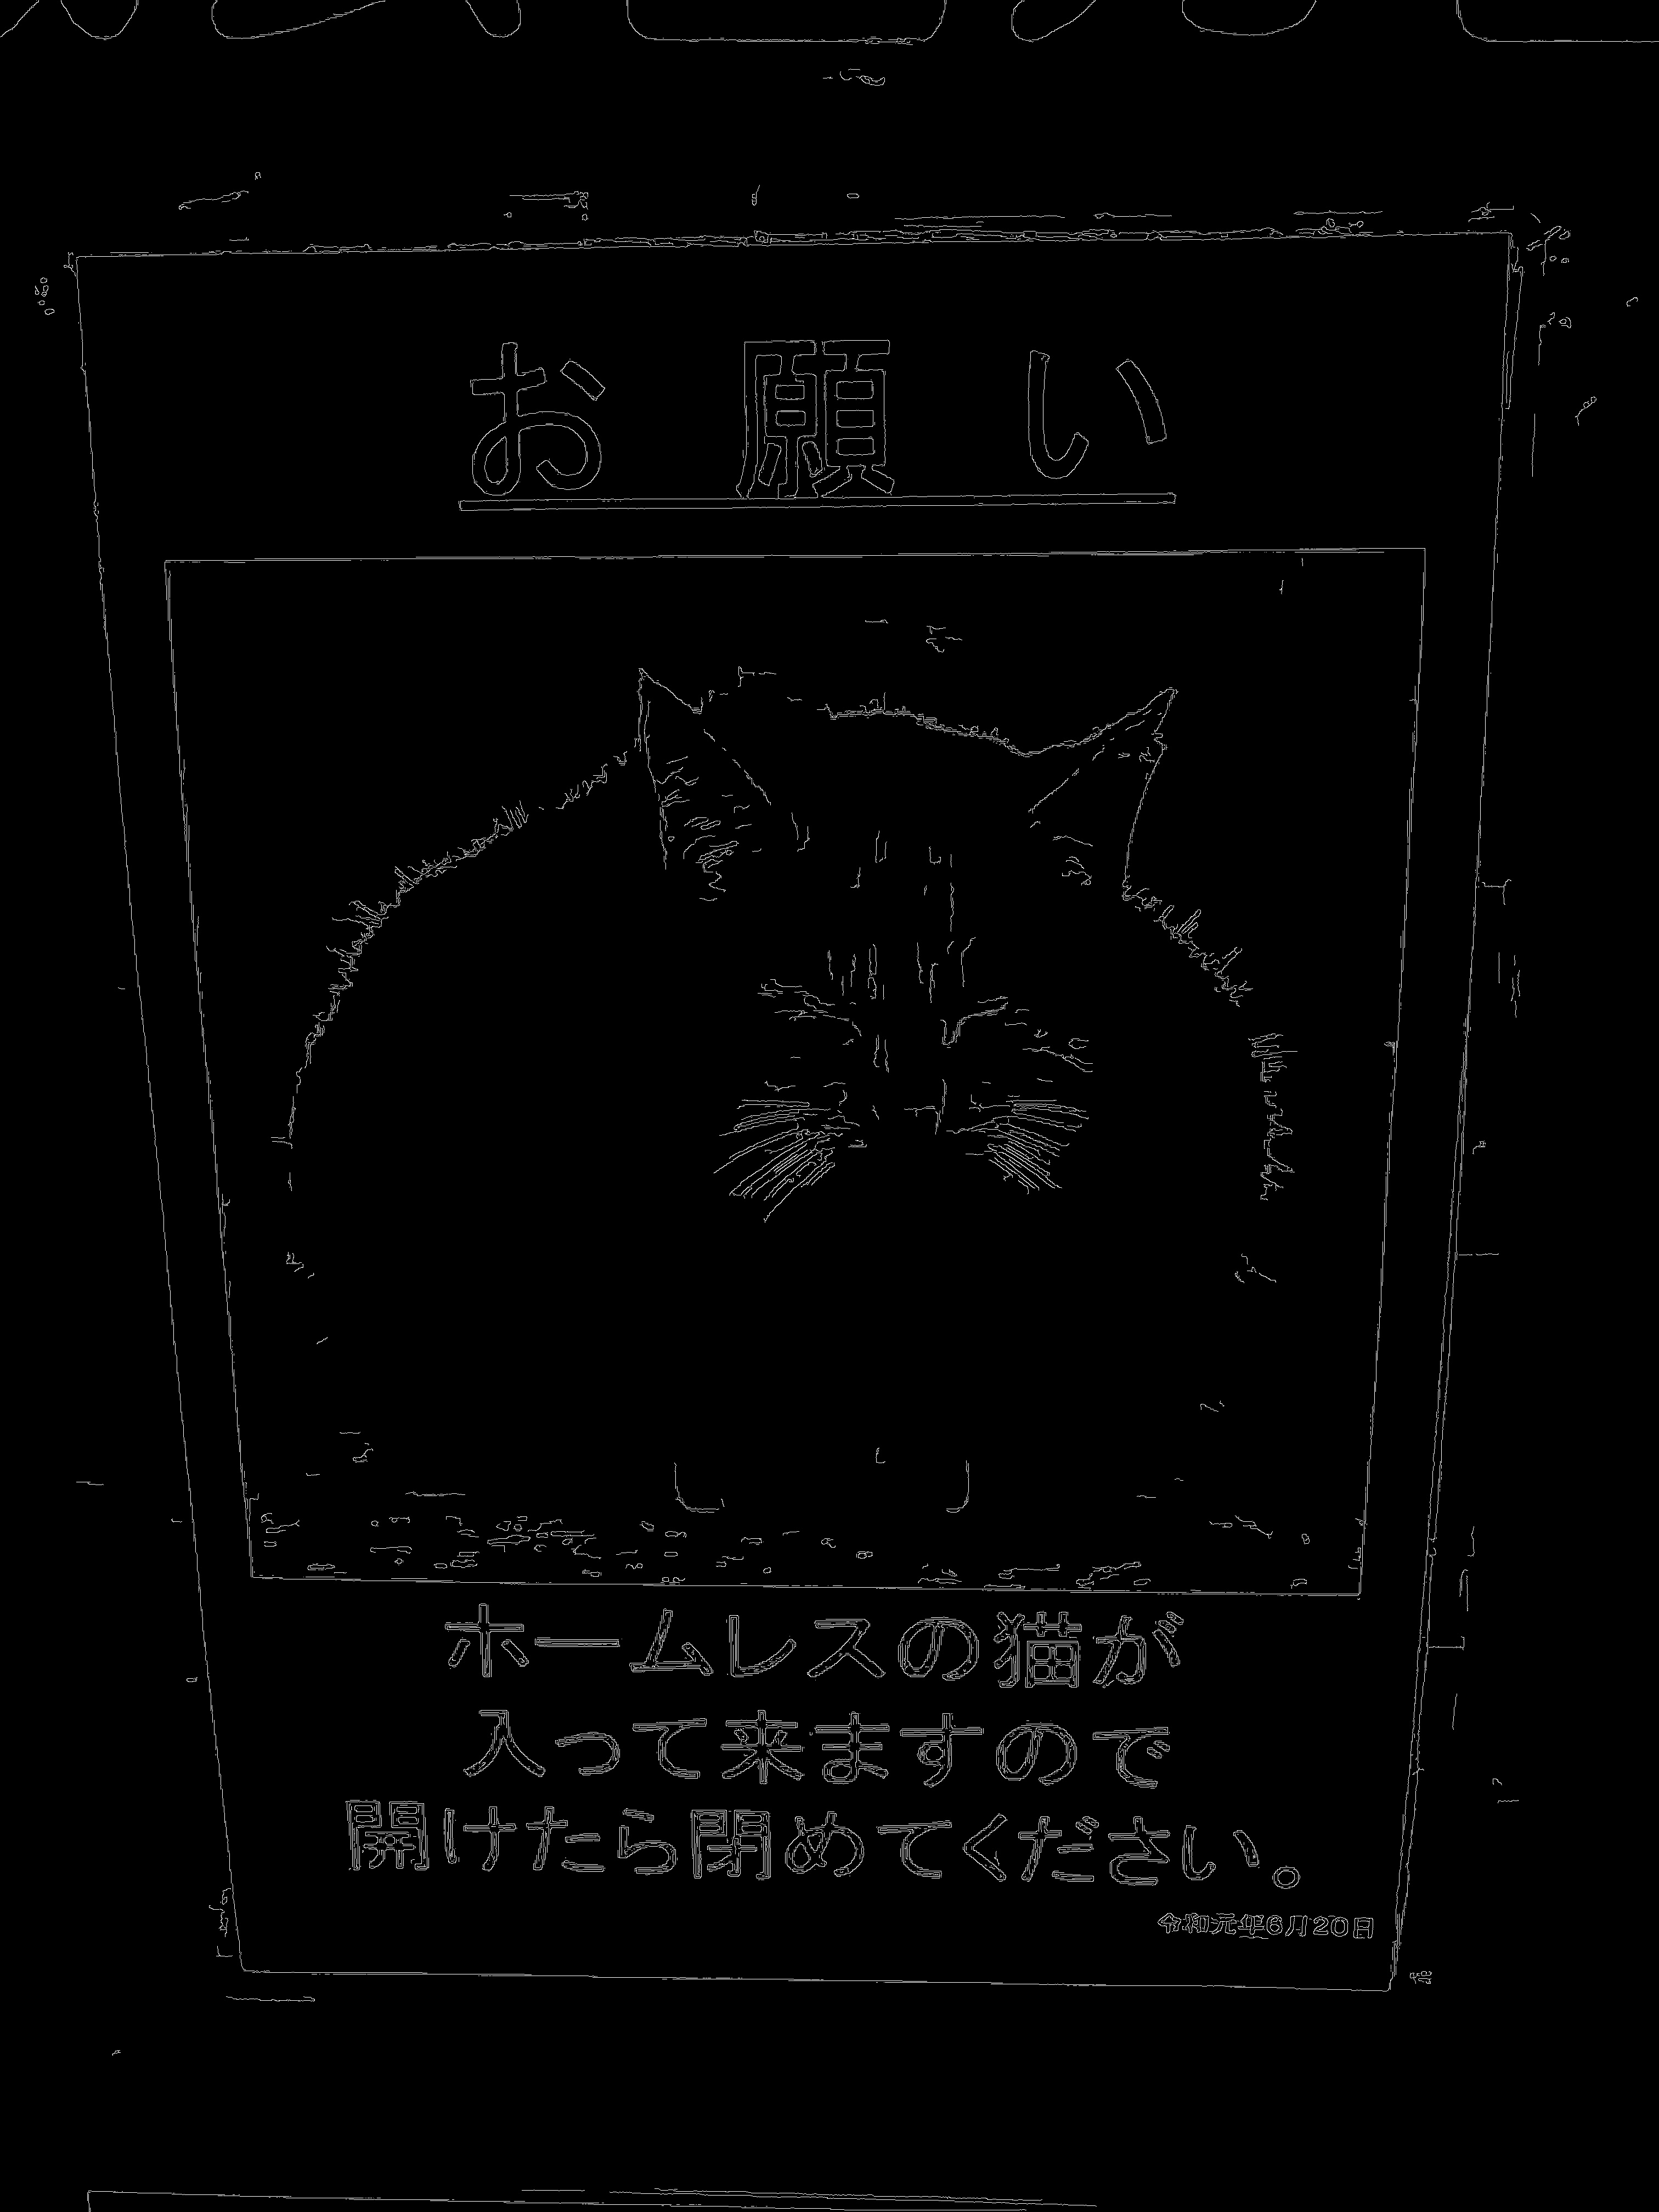 お願い
ホームレスの猫が
入って来ますので
開けたら閉めてください。
令和元年6月20日